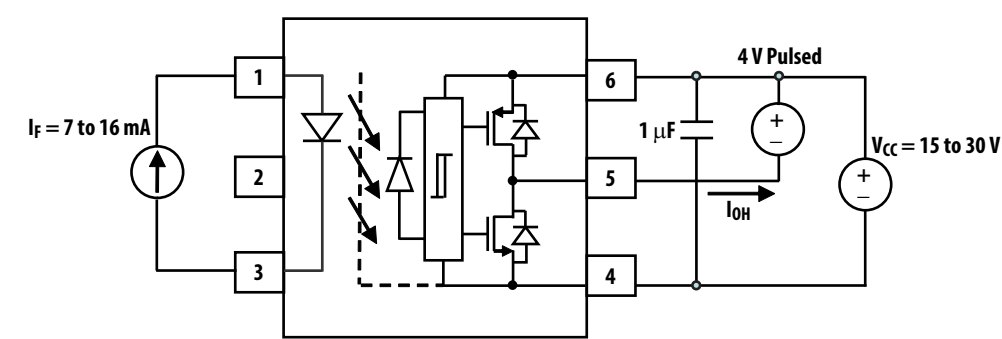 4 V Pulsed
1
6
I_F = 7 to 16 mA
1 μF
+
–
V_CC = 15 to 30 V
2
5
+
–
I_OH
3
4